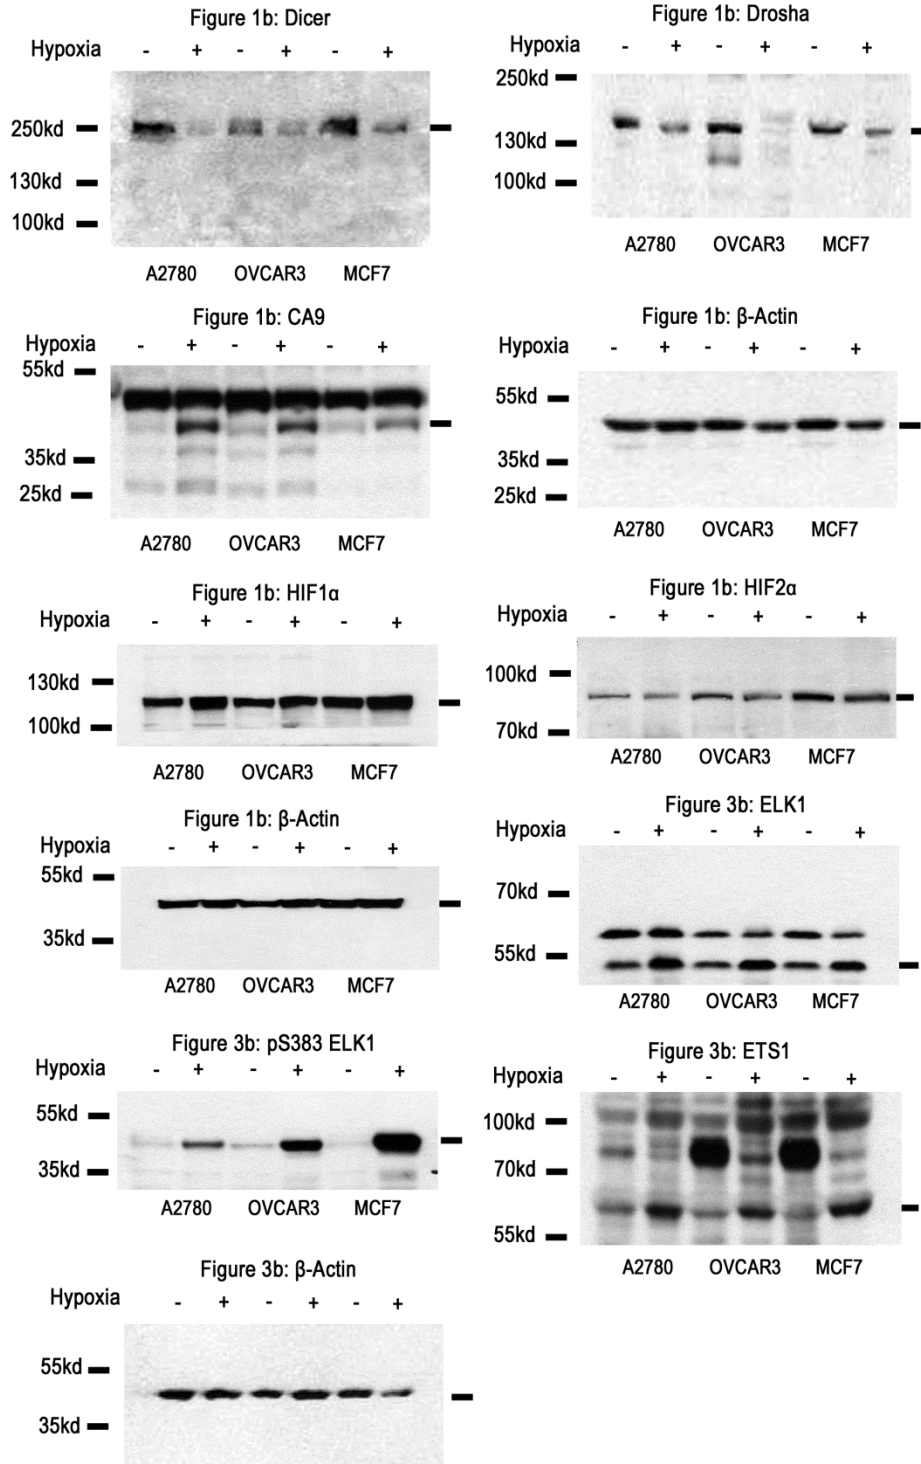 Figure 1b: Dicer
Hypoxia - + - + - +
250kd
130kd
100kd
A2780 OVCAR3 MCF7
Figure 1b: Drosha
Hypoxia - + - + - +
250kd
130kd
100kd
A2780 OVCAR3 MCF7
Figure 1b: CA9
Hypoxia - + - + - +
55kd
35kd
25kd
A2780 OVCAR3 MCF7
Figure 1b: β-Actin
Hypoxia - + - + - +
55kd
35kd
25kd
A2780 OVCAR3 MCF7
Figure 1b: HIF1α
Hypoxia - + - + - +
130kd
100kd
A2780 OVCAR3 MCF7
Figure 1b: HIF2α
Hypoxia - + - + - +
100kd
70kd
A2780 OVCAR3 MCF7
Figure 1b: β-Actin
Hypoxia - + - + - +
55kd
35kd
A2780 OVCAR3 MCF7
Figure 3b: ELK1
Hypoxia - + - + - +
70kd
55kd
A2780 OVCAR3 MCF7
Figure 3b: pS383 ELK1
Hypoxia - + - + - +
55kd
35kd
A2780 OVCAR3 MCF7
Figure 3b: ETS1
Hypoxia - + - + - +
100kd
70kd
55kd
A2780 OVCAR3 MCF7
Figure 3b: β-Actin
Hypoxia - + - + - +
55kd
35kd